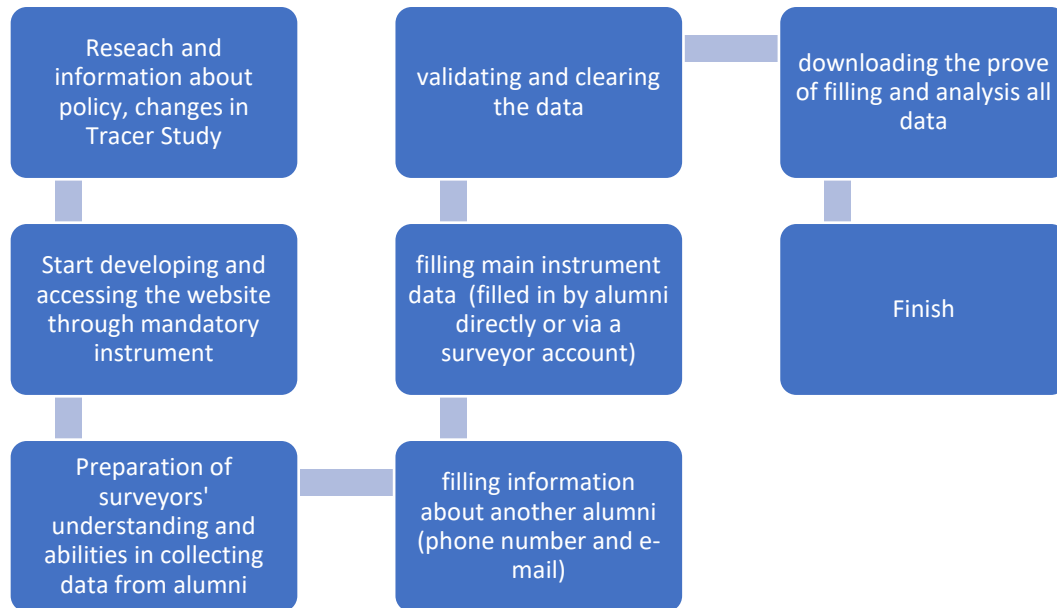 Reseach and
information about
policy, changes in
Tracer Study
Start developing and
accessing the website
through mandatory
instrument
Preparation of
surveyors'
understanding and
abilities in collecting
data from alumni
filling information
about another alumni
(phone number and e-
mail)
filling main instrument
data  (filled in by alumni
directly or via a
surveyor account)
validating and clearing
the data
downloading the prove
of filling and analysis all
data
Finish